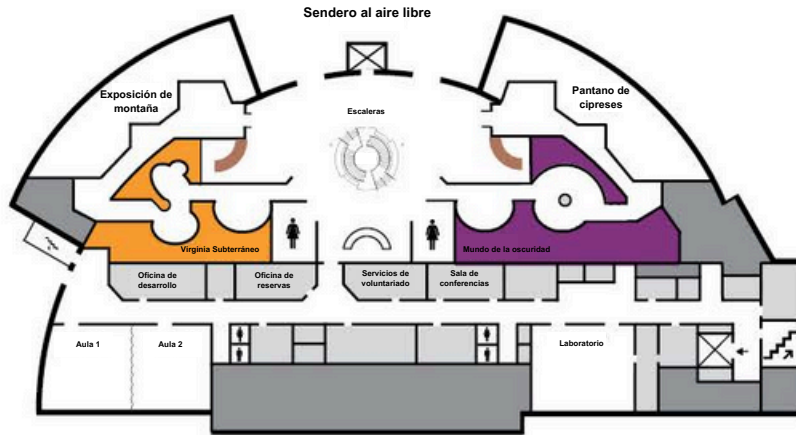 Sendero al aire libre
Exposición de
montaña
Pantano de
cipreses
Escaleras
Virginia Subterráneo
Mundo de la oscuridad
Oficina de
desarrollo
Oficina de
reservas
Servicios de
voluntariado
Sala de
conferencias
Aula 1
Aula 2
Laboratorio